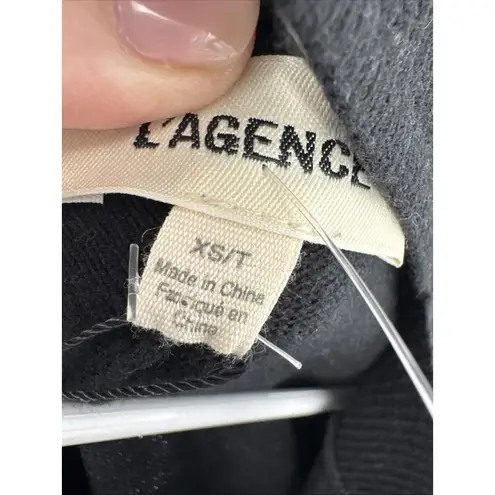 L'AGENCE
XS/T
Made in China
Fabriqué en
Chine